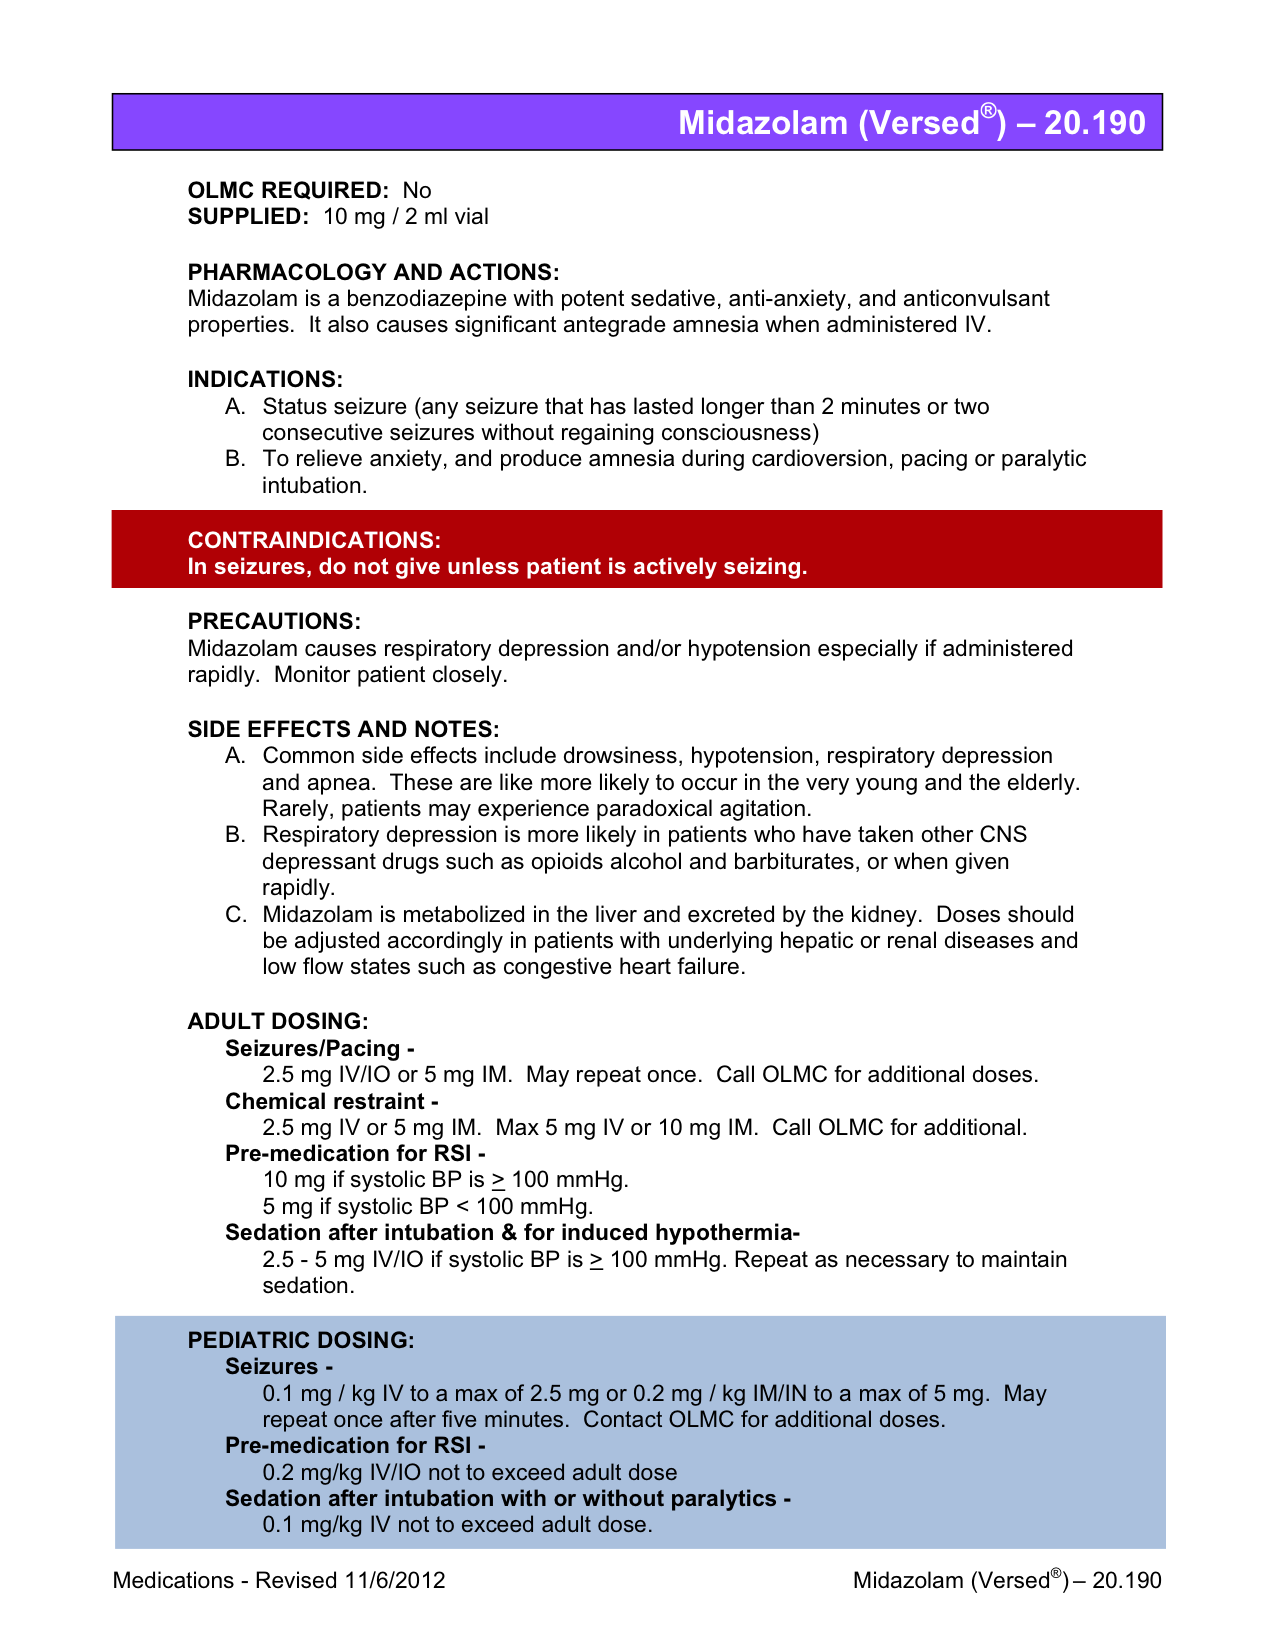 Midazolam (Versed®) – 20.190
OLMC REQUIRED: No
SUPPLIED: 10 mg / 2 ml vial
PHARMACOLOGY AND ACTIONS:
Midazolam is a benzodiazepine with potent sedative, anti-anxiety, and anticonvulsant
properties. It also causes significant antegrade amnesia when administered IV.
INDICATIONS:
A. Status seizure (any seizure that has lasted longer than 2 minutes or two
consecutive seizures without regaining consciousness)
B. To relieve anxiety, and produce amnesia during cardioversion, pacing or paralytic
intubation.
CONTRAINDICATIONS:
In seizures, do not give unless patient is actively seizing.
PRECAUTIONS:
Midazolam causes respiratory depression and/or hypotension especially if administered
rapidly. Monitor patient closely.
SIDE EFFECTS AND NOTES:
A. Common side effects include drowsiness, hypotension, respiratory depression
and apnea. These are like more likely to occur in the very young and the elderly.
Rarely, patients may experience paradoxical agitation.
B. Respiratory depression is more likely in patients who have taken other CNS
depressant drugs such as opioids alcohol and barbiturates, or when given
rapidly.
C. Midazolam is metabolized in the liver and excreted by the kidney. Doses should
be adjusted accordingly in patients with underlying hepatic or renal diseases and
low flow states such as congestive heart failure.
ADULT DOSING:
Seizures/Pacing -
2.5 mg IV/IO or 5 mg IM. May repeat once. Call OLMC for additional doses.
Chemical restraint -
2.5 mg IV or 5 mg IM. Max 5 mg IV or 10 mg IM. Call OLMC for additional.
Pre-medication for RSI -
10 mg if systolic BP is ≥ 100 mmHg.
5 mg if systolic BP < 100 mmHg.
Sedation after intubation & for induced hypothermia-
2.5 - 5 mg IV/IO if systolic BP is ≥ 100 mmHg. Repeat as necessary to maintain
sedation.
PEDIATRIC DOSING:
Seizures -
0.1 mg / kg IV to a max of 2.5 mg or 0.2 mg / kg IM/IN to a max of 5 mg. May
repeat once after five minutes. Contact OLMC for additional doses.
Pre-medication for RSI -
0.2 mg/kg IV/IO not to exceed adult dose
Sedation after intubation with or without paralytics -
0.1 mg/kg IV not to exceed adult dose.
Medications - Revised 11/6/2012 Midazolam (Versed®) – 20.190